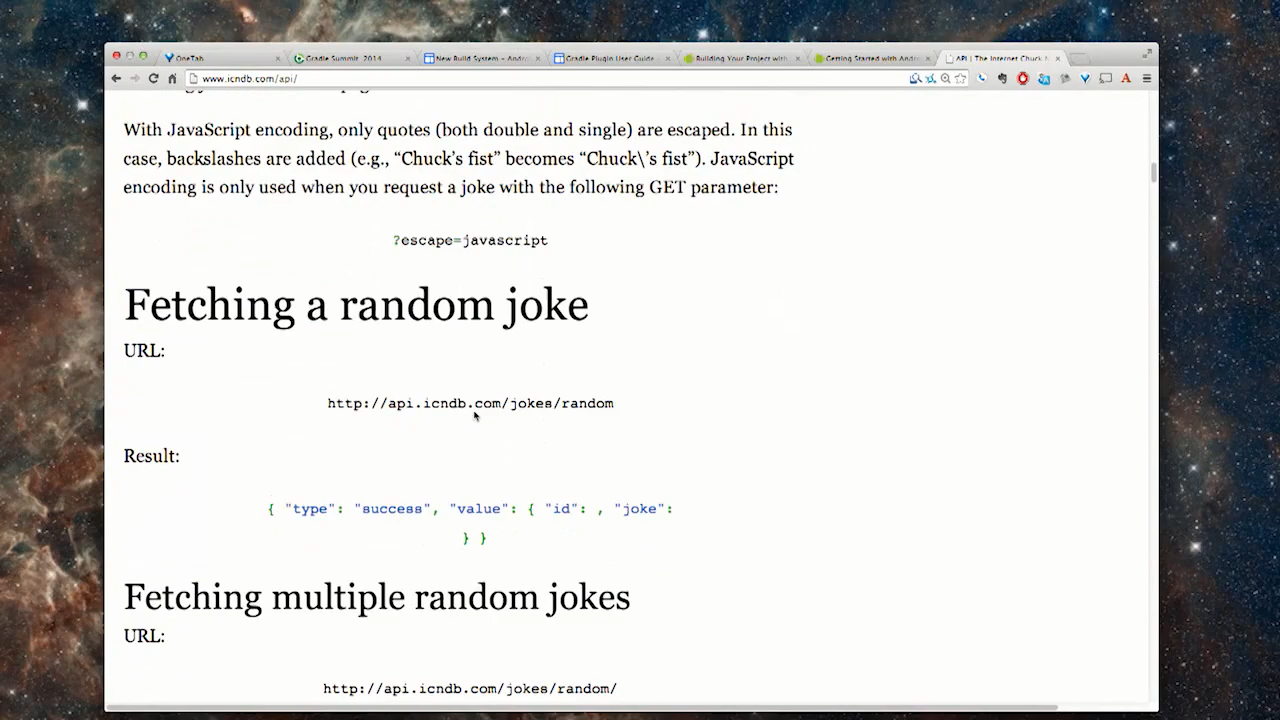 OneTab
Gradle Summit 2014
New Build System - Androi
Gradle Plugin User Guide -
Building Your Project with
Getting Started with Andro
API | The Internet Chuck N
www.icndb.com/api/
With JavaScript encoding, only quotes (both double and single) are escaped. In this
case, backslashes are added (e.g., “Chuck’s fist” becomes “Chuck\’s fist”). JavaScript
encoding is only used when you request a joke with the following GET parameter:
?escape=javascript
Fetching a random joke
URL:
http://api.icndb.com/jokes/random
Result:
{ "type": "success", "value": { "id": , "joke":
} }
Fetching multiple random jokes
URL:
http://api.icndb.com/jokes/random/